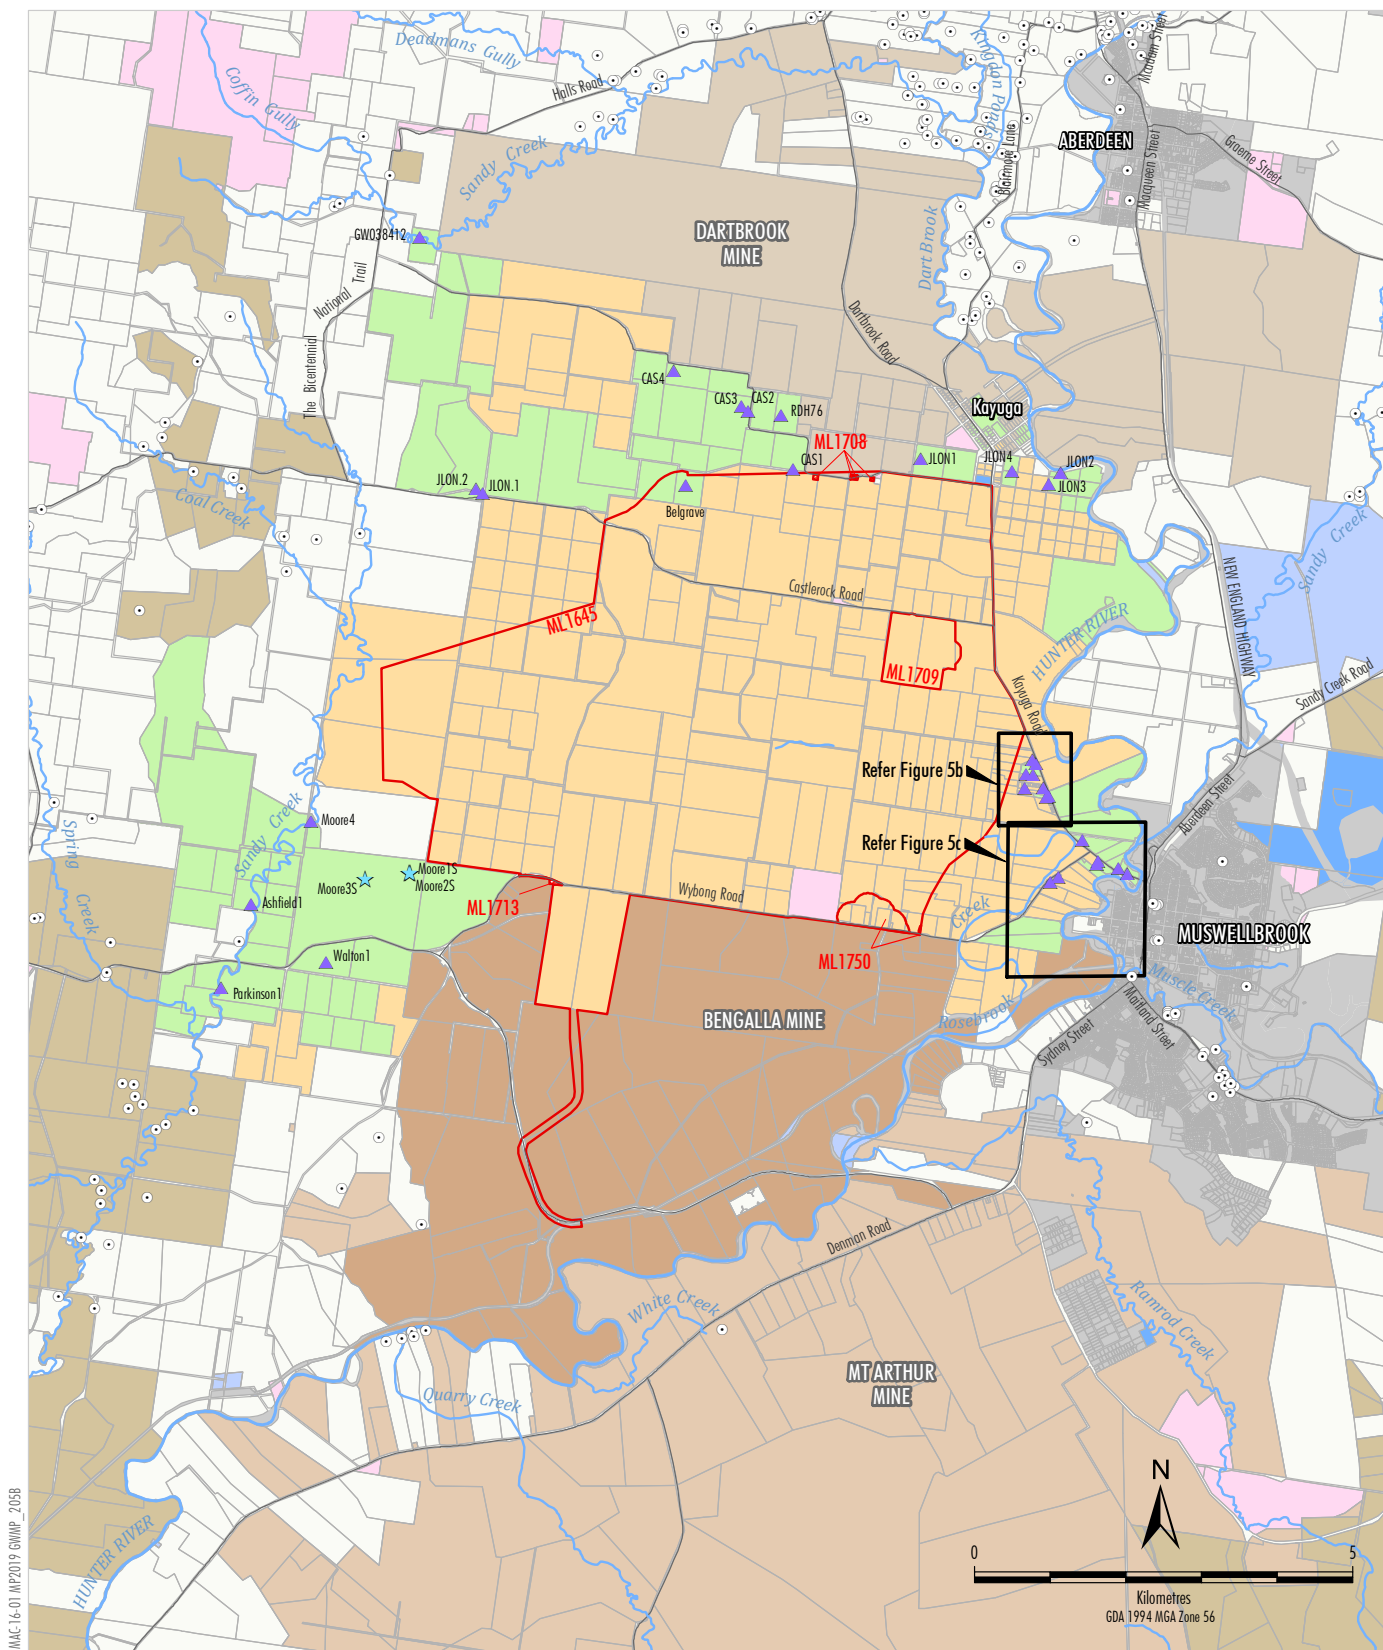 Deadmans Gully
Coffin Gully
Halls Road
Kingdon Ponds
Mcadam Street
ABERDEEN
Blairmore Lane
Macqueen Street
Graeme Street
Sandy Creek
GW038412
DARTBROOK
MINE
Dart Brook
National Trail
The Bicentennial
Dartbrook Road
CAS4
CAS3
CAS2
RDH76
Kayuga
ML1708
CAS1
JLON1
JLON4
JLON2
JLON3
JLON.2
JLON.1
Belgrave
Coal Creek
Sandy Creek
NEW ENGLAND HIGHWAY
Castlerock Road
ML1645
HUNTER RIVER
ML1709
Kayuga Road
Sandy Creek Road
Refer Figure 5b
Refer Figure 5c
Aberdeen Street
Spring
Creek
Sandy Creek
Moore4
Moore1S
Moore2S
Moore3S
Ashfield1
ML1713
Wybong Road
Creek
Rosebrook
MUSWELLBROOK
ML1750
Walton1
Parkinson1
BENGALLA MINE
Muscle Creek
Maitland Street
Sydney Street
Denman Road
White Creek
Ramrod Creek
MT ARTHUR
MINE
Quarry Creek
HUNTER RIVER
N
0
5
Kilometres
GDA 1994 MGA Zone 56
MAC-16-01 MP2019 GWMP_205B